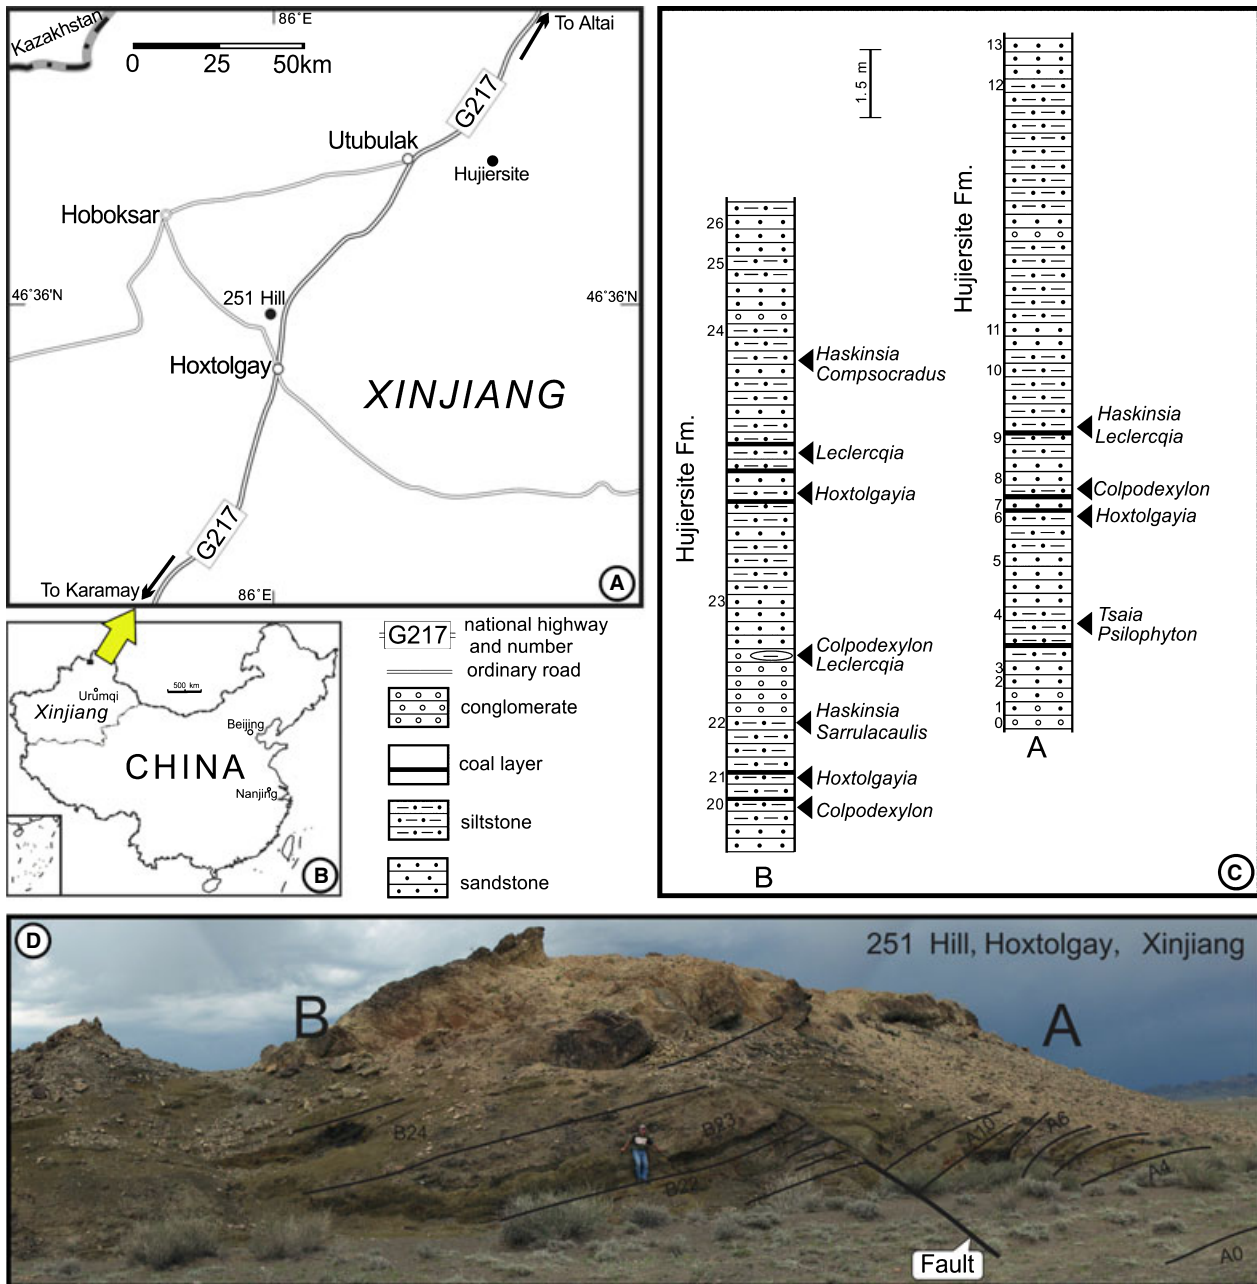 Kazakhstan
86°E
To Altai
0 25 50km
G217
Utubulak
Hujiersite
Hoboksar
46°36'N
251 Hill
46°36'N
Hoxtolgay
XINJIANG
G217
To Karamay
86°E
A
Urumqi
Xinjiang
500 km
Beijing
CHINA
Nanjing
B
G217
national highway
and number
ordinary road
conglomerate
coal layer
siltstone
sandstone
1.5 m
Hujiersite Fm.
26
25
24
Haskinsia
Compsocradus
Leclercqia
Hoxtolgayia
23
Colpodexylon
Leclercqia
Haskinsia
22
Sarrulacaulis
21
Hoxtolgayia
20
Colpodexylon
B
Hujiersite Fm.
13
12
11
10
Haskinsia
9
Leclercqia
8
Colpodexylon
7
6
Hoxtolgayia
5
4
Tsaia
Psilophyton
3
2
1
0
A
C
D
251 Hill, Hoxtolgay, Xinjiang
B
A
B24
B23
B22
A10
A6
A4
A0
Fault